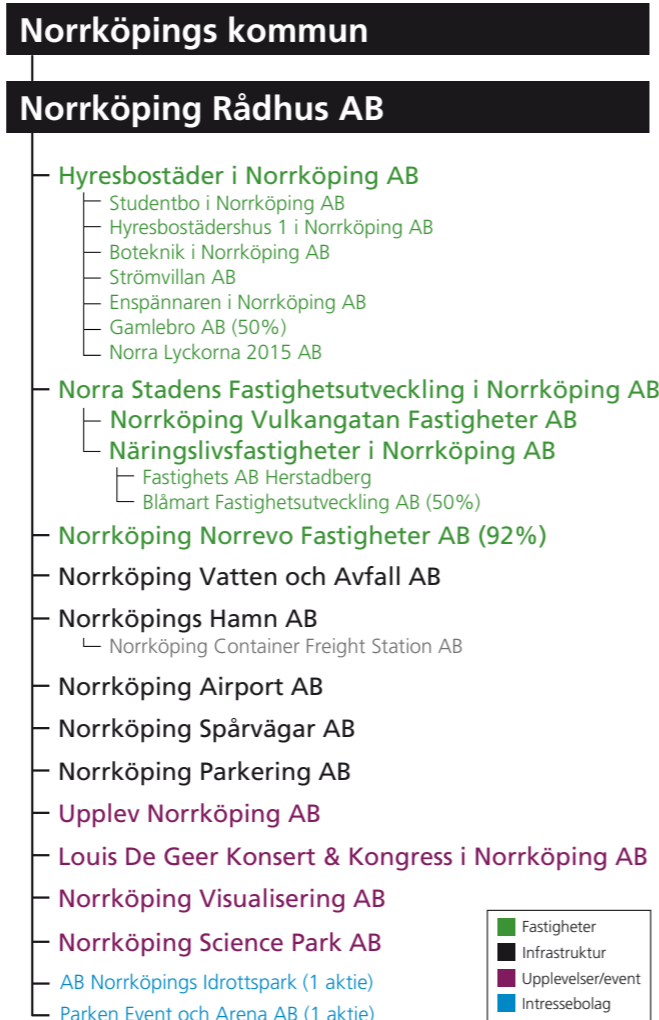 Norrköpings kommun
Norrköping Rådhus AB
Hyresbostäder i Norrköping AB
Studentbo i Norrköping AB
Hyresbostädershus 1 i Norrköping AB
Boteknik i Norrköping AB
Strömvillan AB
Enspännaren i Norrköping AB
Gamlebro AB (50%)
Norra Lyckorna 2015 AB
Norra Stadens Fastighetsutveckling i Norrköping AB
Norrköping Vulkangatan Fastigheter AB
Näringslivsfastigheter i Norrköping AB
Fastighets AB Herstadberg
Blåmart Fastighetsutveckling AB (50%)
Norrköping Norrevo Fastigheter AB (92%)
Norrköping Vatten och Avfall AB
Norrköpings Hamn AB
Norrköping Container Freight Station AB
Norrköping Airport AB
Norrköping Spårvägar AB
Norrköping Parkering AB
Upplev Norrköping AB
Louis De Geer Konsert & Kongress i Norrköping AB
Norrköping Visualisering AB
Norrköping Science Park AB
AB Norrköpings Idrottspark (1 aktie)
Parken Event och Arena AB (1 aktie)
Fastigheter
Infrastruktur
Upplevelser/event
Intressebolag